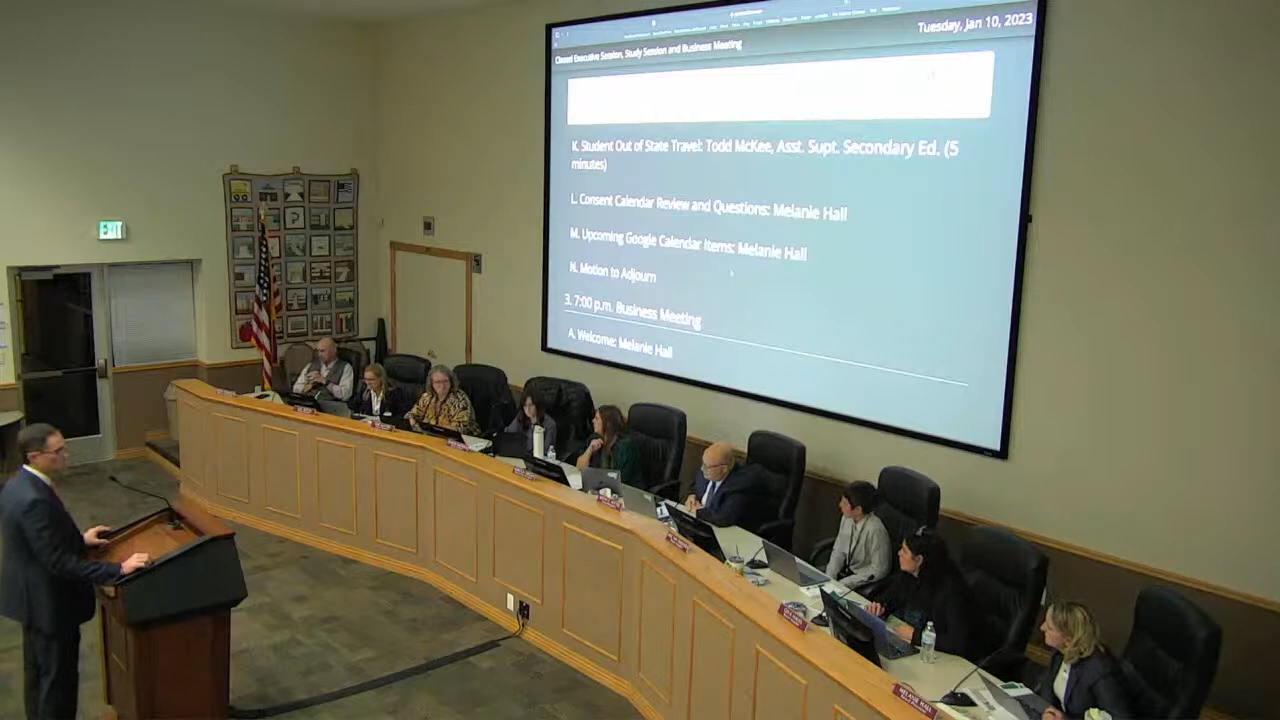 Tuesday, Jan 10, 2023
Closed Executive Session, Study Session and Business Meeting
K. Student Out of State Travel: Todd McKee, Asst. Supt. Secondary Ed. (5
minutes)
L. Consent Calendar Review and Questions: Melanie Hall
M. Upcoming Google Calendar Items: Melanie Hall
N. Motion to Adjourn
3. 7:00 p.m. Business Meeting
A. Welcome: Melanie Hall
EXIT
MELANIE HALL